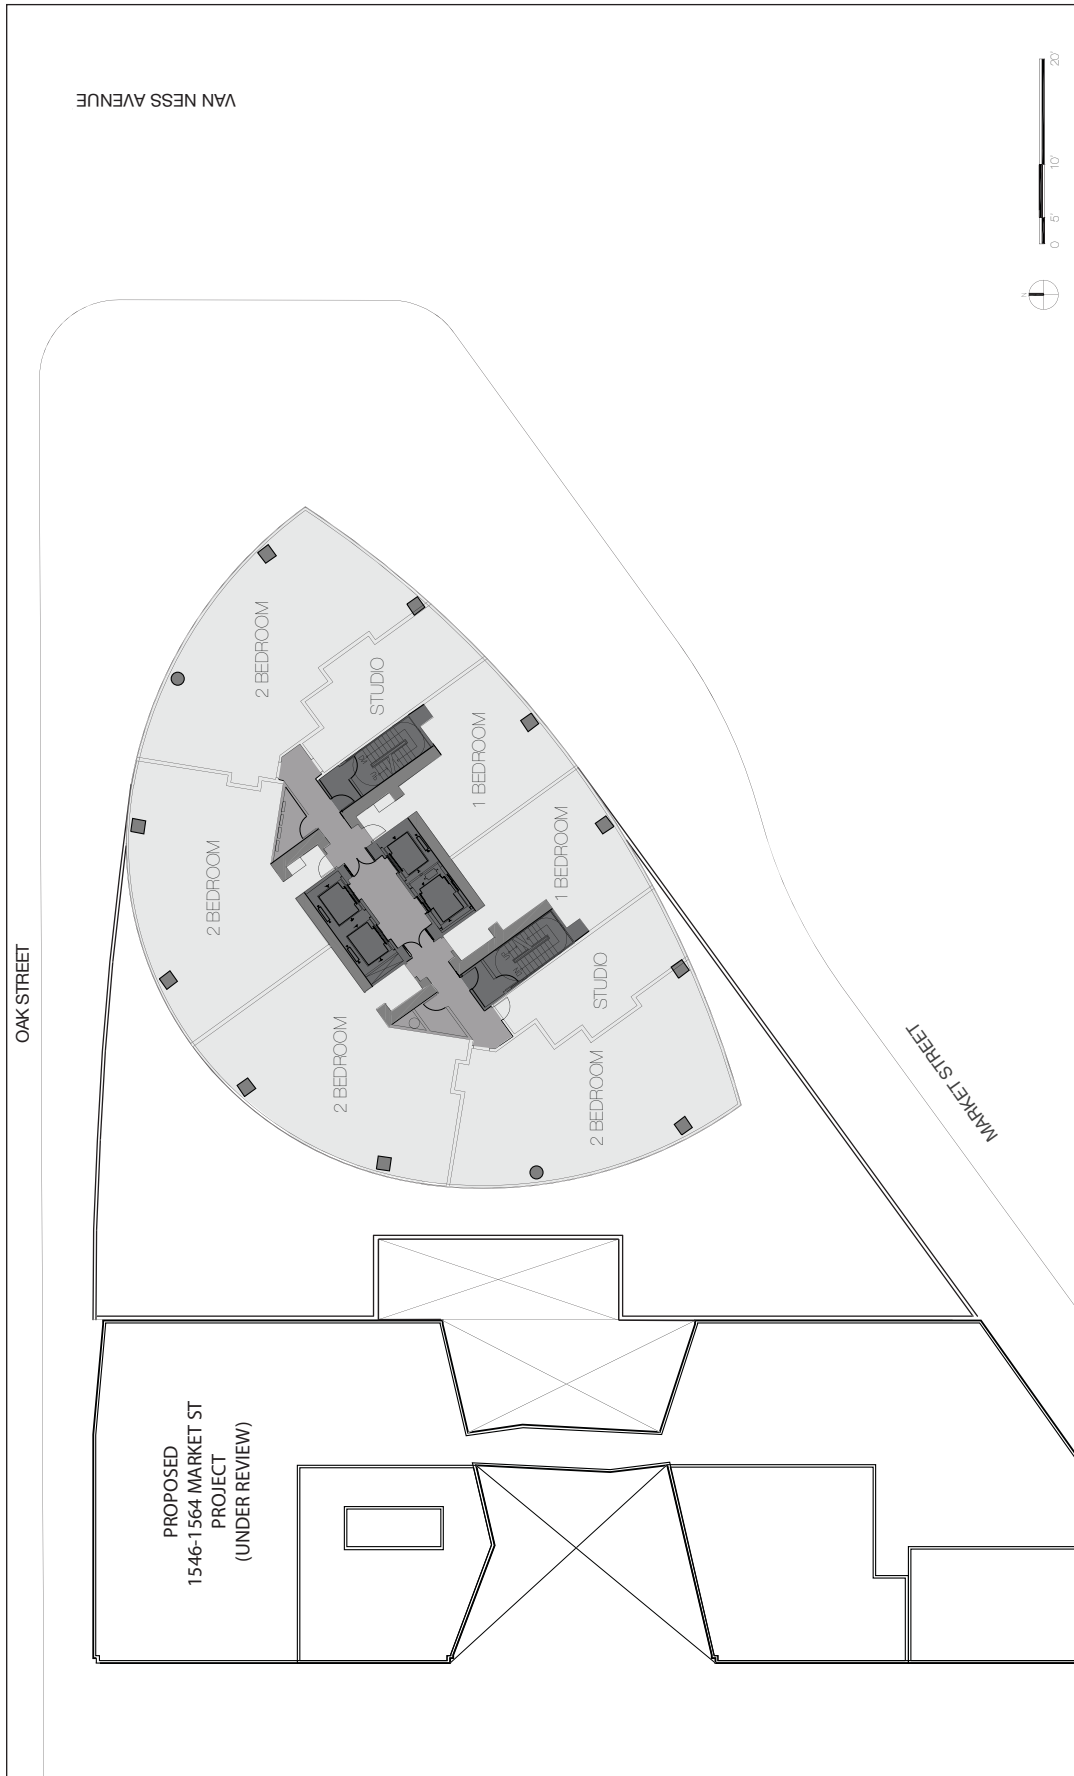 VAN NESS AVENUE
20'
10'
5'
0
N
OAK STREET
2 BEDROOM
STUDIO
1 BEDROOM
2 BEDROOM
1 BEDROOM
STUDIO
2 BEDROOM
2 BEDROOM
MARKET STREET
PROPOSED
1546-1564 MARKET ST
PROJECT
(UNDER REVIEW)